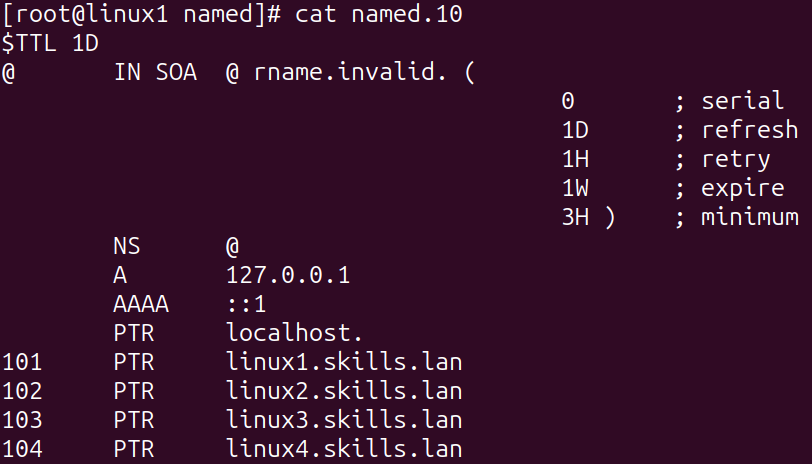 [root@linux1 named]# cat named.10
$TTL 1D
@ IN SOA @ rname.invalid. (
0 ; serial
1D ; refresh
1H ; retry
1W ; expire
3H ) ; minimum
NS @
A 127.0.0.1
AAAA ::1
PTR localhost.
101 PTR linux1.skills.lan
102 PTR linux2.skills.lan
103 PTR linux3.skills.lan
104 PTR linux4.skills.lan